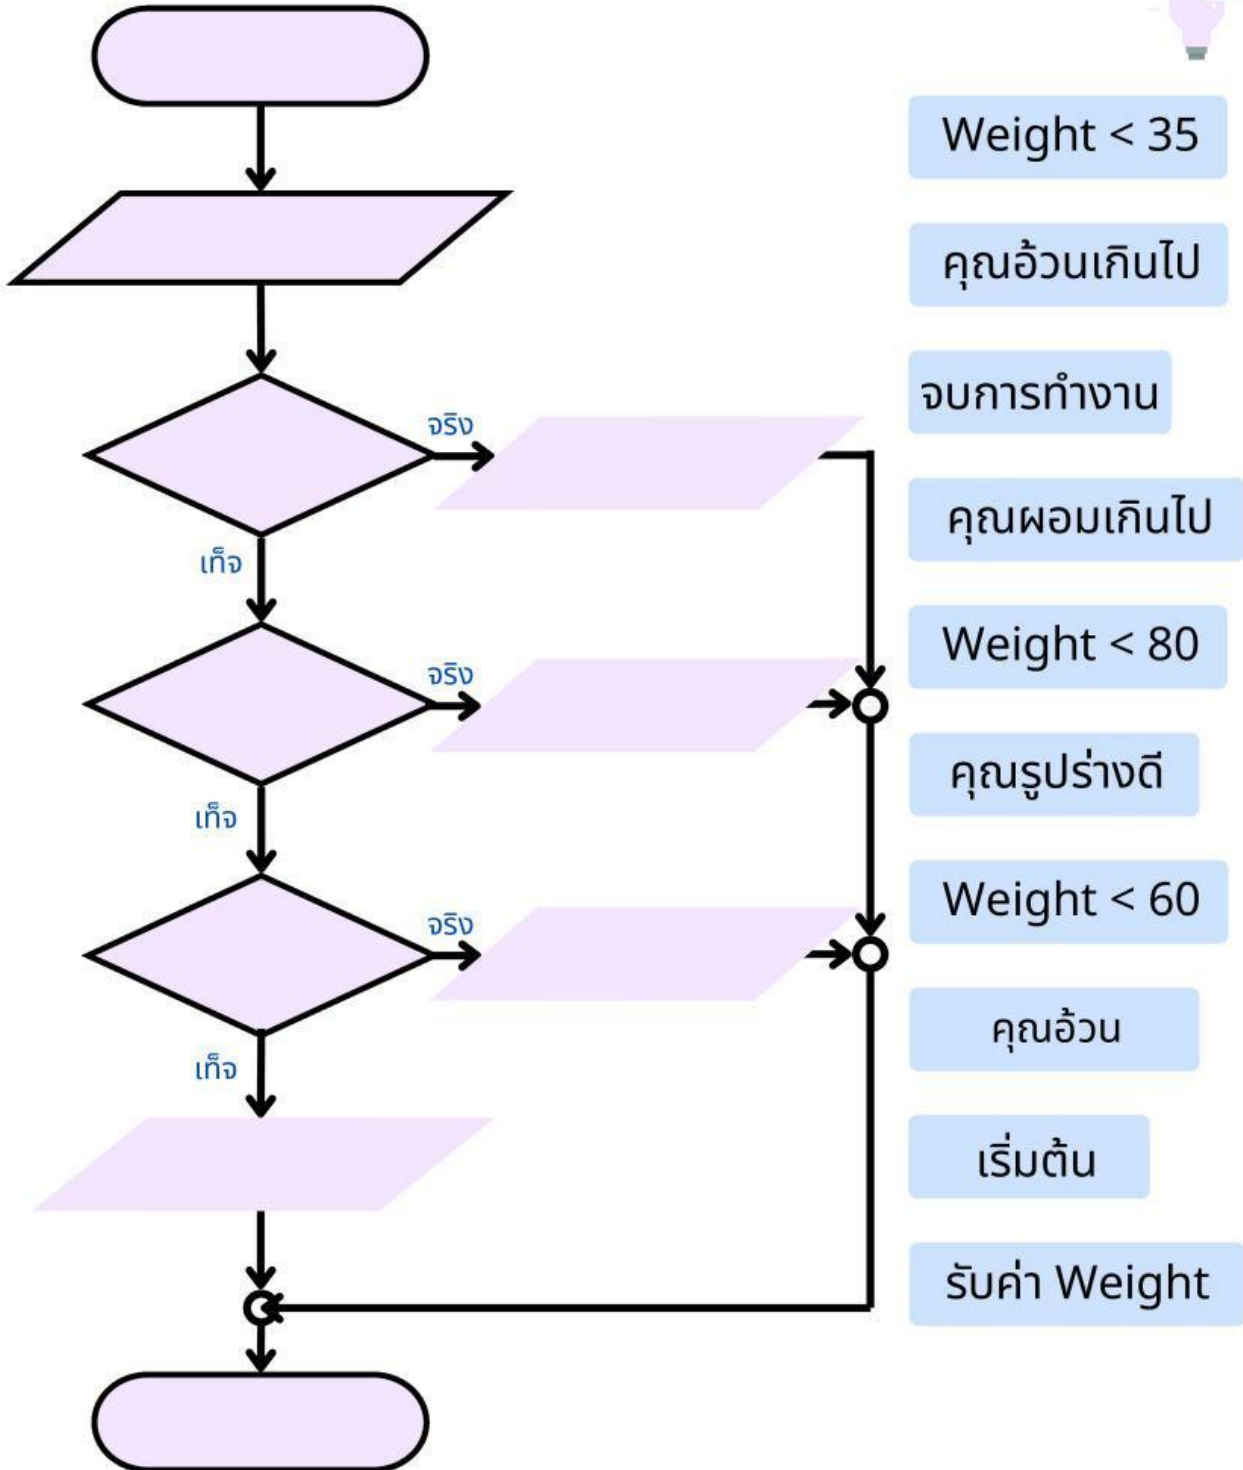 Weight < 35
คุณอ้วนเกินไป
จบการทำงาน
จริง
คุณผอมเกินไป
เท็จ
Weight < 80
จริง
คุณรูปร่างดี
เท็จ
Weight < 60
จริง
คุณอ้วน
เท็จ
เริ่มต้น
รับค่า Weight